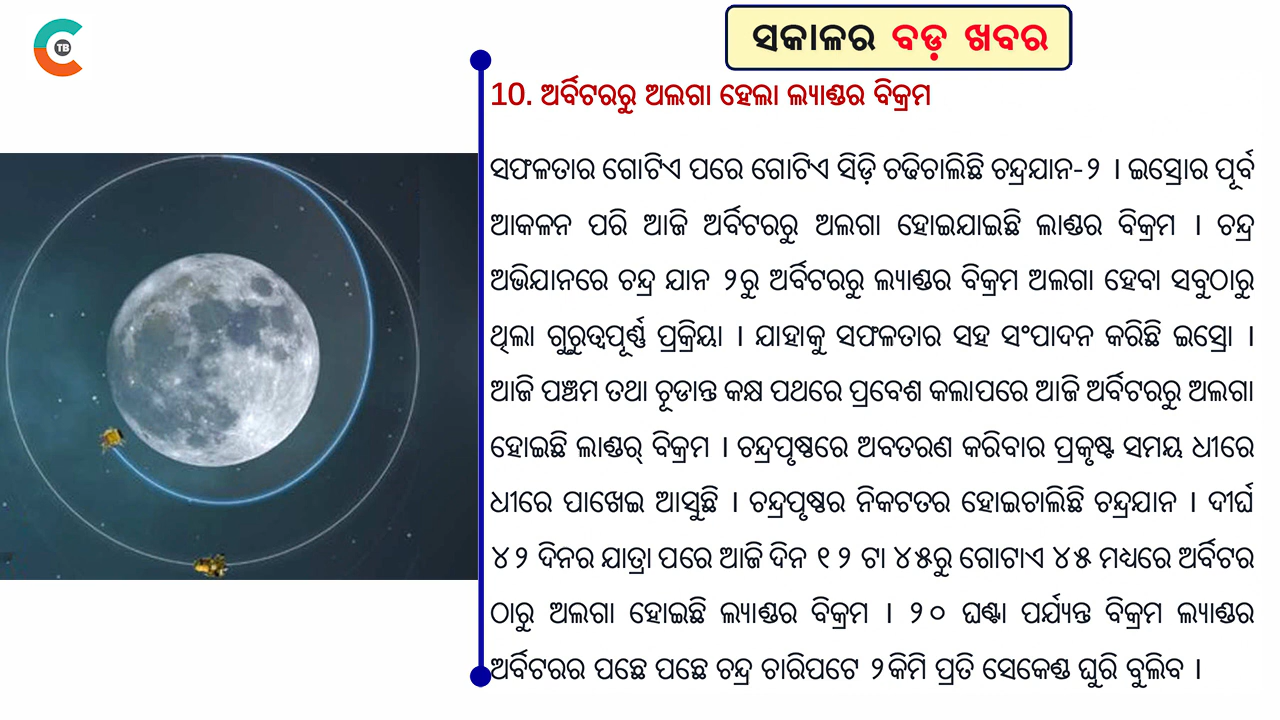 TB
ସକାଳର ବଡ଼ ଖବର
10. ଅର୍ବିଟରରୁ ଅଲଗା ହେଲା ଲ୍ୟାଣ୍ଡର ବିକ୍ରମ
ସଫଳତାର ଗୋଟିଏ ପରେ ଗୋଟିଏ ସିଡ଼ି ଚଢିଚାଲିଛି ଚନ୍ଦ୍ରଯାନ-୨ । ଇସ୍ରୋର ପୂର୍ବ
ଆକଳନ ପରି ଆଜି ଅର୍ବିଟରରୁ ଅଲଗା ହୋଇଯାଇଛି ଲାଣ୍ଡର ବିକ୍ରମ । ଚନ୍ଦ୍ର
ଅଭିଯାନରେ ଚନ୍ଦ୍ର ଯାନ ୨ରୁ ଅର୍ବିଟରରୁ ଲ୍ୟାଣ୍ଡର ବିକ୍ରମ ଅଲଗା ହେବା ସବୁଠାରୁ
ଥିଲା ଗୁରୁତ୍ୱପୂର୍ଣ୍ଣ ପ୍ରକ୍ରିୟା । ଯାହାକୁ ସଫଳତାର ସହ ସଂପାଦନ କରିଛି ଇସ୍ରୋ ।
ଆଜି ପଞ୍ଚମ ତଥା ଚୂଡାନ୍ତ କକ୍ଷ ପଥରେ ପ୍ରବେଶ କଲାପରେ ଆଜି ଅର୍ବିଟରରୁ ଅଲଗା
ହୋଇଛି ଲାଣ୍ଡର୍ ବିକ୍ରମ । ଚନ୍ଦ୍ରପୃଷ୍ଠରେ ଅବତରଣ କରିବାର ପ୍ରକୃଷ୍ଟ ସମୟ ଧୀରେ
ଧୀରେ ପାଖେଇ ଆସୁଛି । ଚନ୍ଦ୍ରପୃଷ୍ଠର ନିକଟତର ହୋଇଚାଲିଛି ଚନ୍ଦ୍ରଯାନ । ଦୀର୍ଘ
୪୨ ଦିନର ଯାତ୍ରା ପରେ ଆଜି ଦିନ ୧୨ ଟା ୪୫ରୁ ଗୋଟାଏ ୪୫ ମଧ୍ୟରେ ଅର୍ବିଟର
ଠାରୁ ଅଲଗା ହୋଇଛି ଲ୍ୟାଣ୍ଡର ବିକ୍ରମ । ୨୦ ଘଣ୍ଟା ପର୍ଯ୍ୟନ୍ତ ବିକ୍ରମ ଲ୍ୟାଣ୍ଡର
ଅର୍ବିଟରର ପଛେ ପଛେ ଚନ୍ଦ୍ର ଚାରିପଟେ ୨କିମି ପ୍ରତି ସେକେଣ୍ଡ ଘୁରି ବୁଲିବ ।